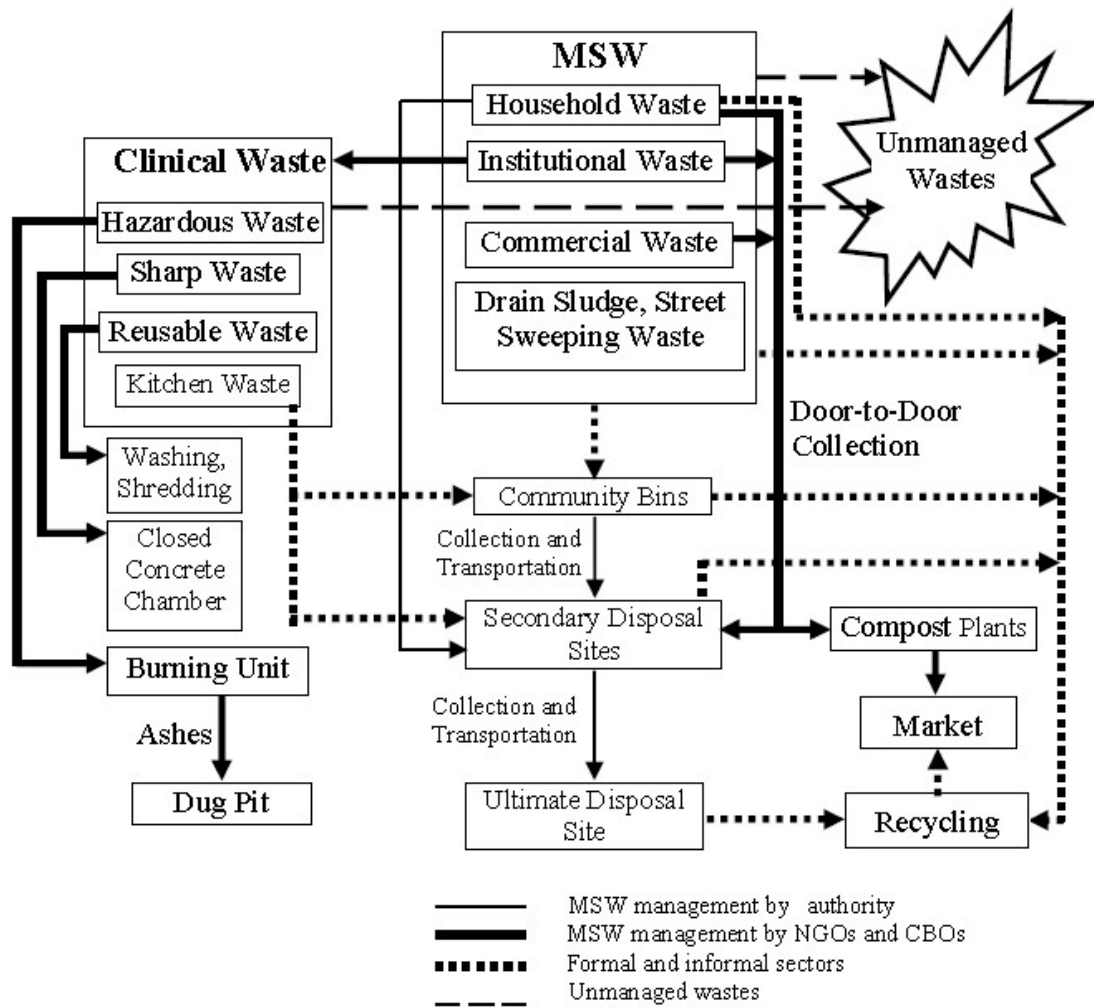 MSW
Household Waste
Institutional Waste
Commercial Waste
Drain Sludge, Street
Sweeping Waste
Unmanaged
Wastes
Clinical Waste
Hazardous Waste
Sharp Waste
Reusable Waste
Kitchen Waste
Washing,
Shredding
Closed
Concrete
Chamber
Burning Unit
Ashes
Dug Pit
Door-to-Door
Collection
Community Bins
Collection and
Transportation
Secondary Disposal
Sites
Collection and
Transportation
Ultimate Disposal
Site
Compost Plants
Market
Recycling
MSW management by authority
MSW management by NGOs and CBOs
Formal and informal sectors
Unmanaged wastes